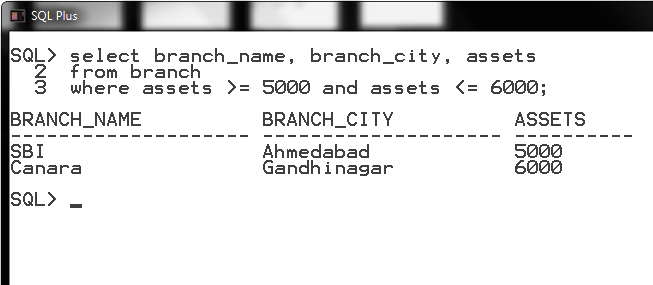 SQL Plus
SQL> select branch_name, branch_city, assets
2 from branch
3 where assets >= 5000 and assets <= 6000;
BRANCH_NAME BRANCH_CITY ASSETS
-------------------- -------------------- ----------
SBI Ahmedabad 5000
Canara Gandhinagar 6000
SQL> _